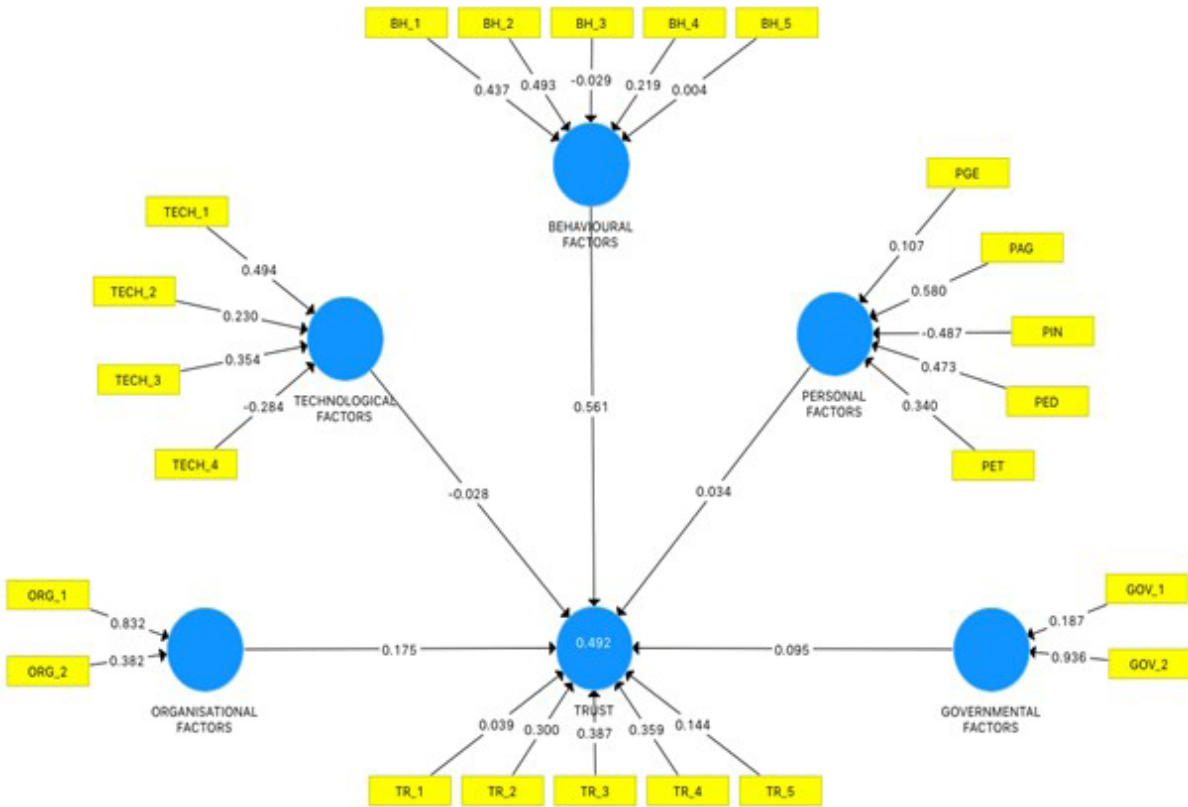 BH_1
BH_2
BH_3
BH_4
BH_5
0.437
0.493
-0.029
0.219
0.004
BEHAVIOURAL
FACTORS
TECH_1
TECH_2
TECH_3
TECH_4
0.494
0.230
0.354
-0.284
TECHNOLOGICAL
FACTORS
PGE
PAG
PIN
PED
PET
0.107
0.580
-0.487
0.473
0.340
PERSONAL
FACTORS
0.561
-0.028
0.034
ORG_1
ORG_2
0.832
0.382
ORGANISATIONAL
FACTORS
0.175
0.492
TRUST
0.095
GOV_1
GOV_2
0.187
0.936
GOVERNMENTAL
FACTORS
0.039
0.300
0.387
0.359
0.144
TR_1
TR_2
TR_3
TR_4
TR_5